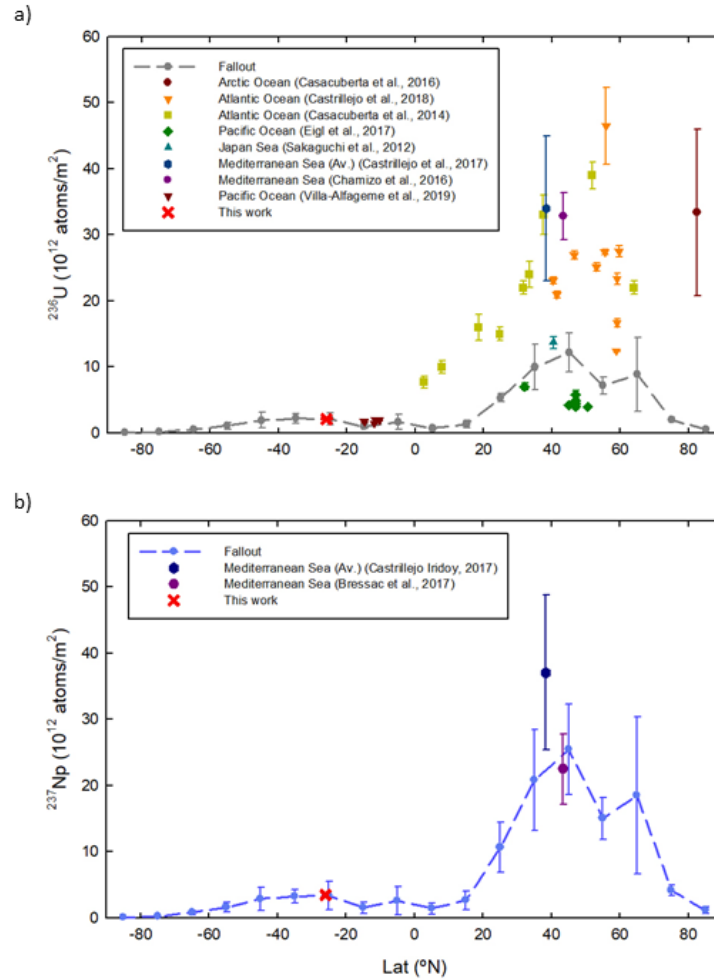 a)
60
50
40
30
20
10
0
²³⁶U (10¹² atoms/m²)
Fallout
Arctic Ocean (Casacuberta et al., 2016)
Atlantic Ocean (Castrillejo et al., 2018)
Atlantic Ocean (Casacuberta et al., 2014)
Pacific Ocean (Eigl et al., 2017)
Japan Sea (Sakaguchi et al., 2012)
Mediterranean Sea (Av.) (Castrillejo et al., 2017)
Mediterranean Sea (Chamizo et al., 2016)
Pacific Ocean (Villa-Alfageme et al., 2019)
This work
-80 -60 -40 -20 0 20 40 60 80
b)
60
50
40
30
20
10
0
²³⁷Np (10¹² atoms/m²)
Fallout
Mediterranean Sea (Av.) (Castrillejo Iridoy, 2017)
Mediterranean Sea (Bressac et al., 2017)
This work
-80 -60 -40 -20 0 20 40 60 80
Lat (ºN)